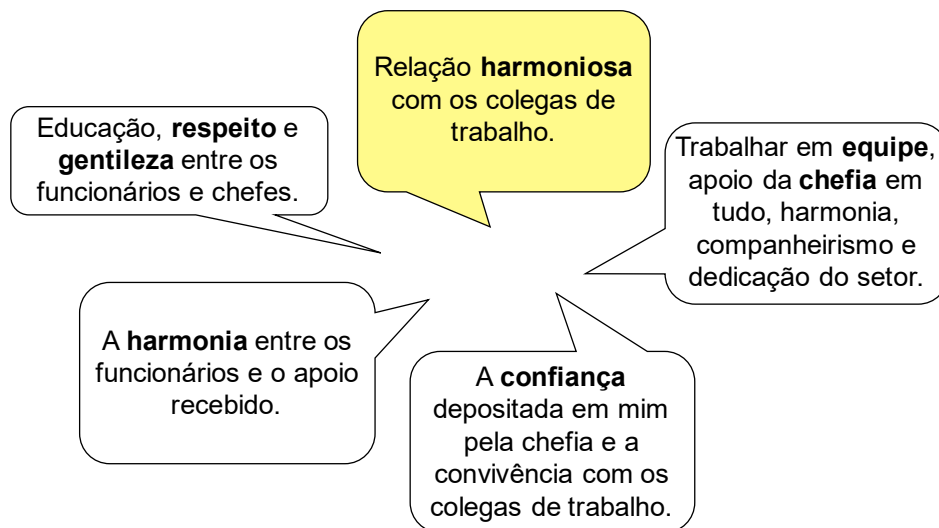 Relação harmoniosa
com os colegas de
trabalho.
Educação, respeito e
gentileza entre os
funcionários e chefes.
Trabalhar em equipe,
apoio da chefia em
tudo, harmonia,
companheirismo e
dedicação do setor.
A harmonia entre os
funcionários e o apoio
recebido.
A confiança
depositada em mim
pela chefia e a
convivência com os
colegas de trabalho.